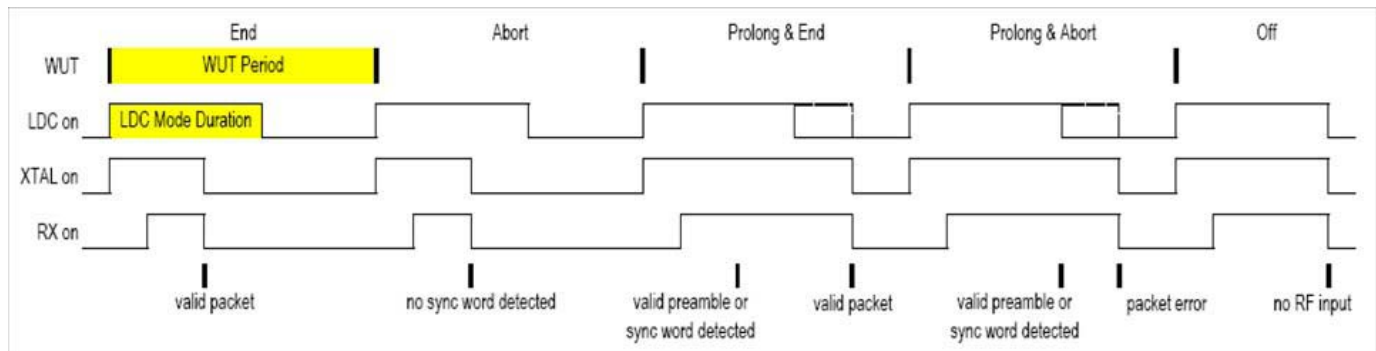 End Abort Prolong & End Prolong & Abort Off
WUT WUT Period
LDC on LDC Mode Duration
XTAL on
RX on
valid packet no sync word detected valid preamble or valid packet valid preamble or packet error no RF input
sync word detected sync word detected